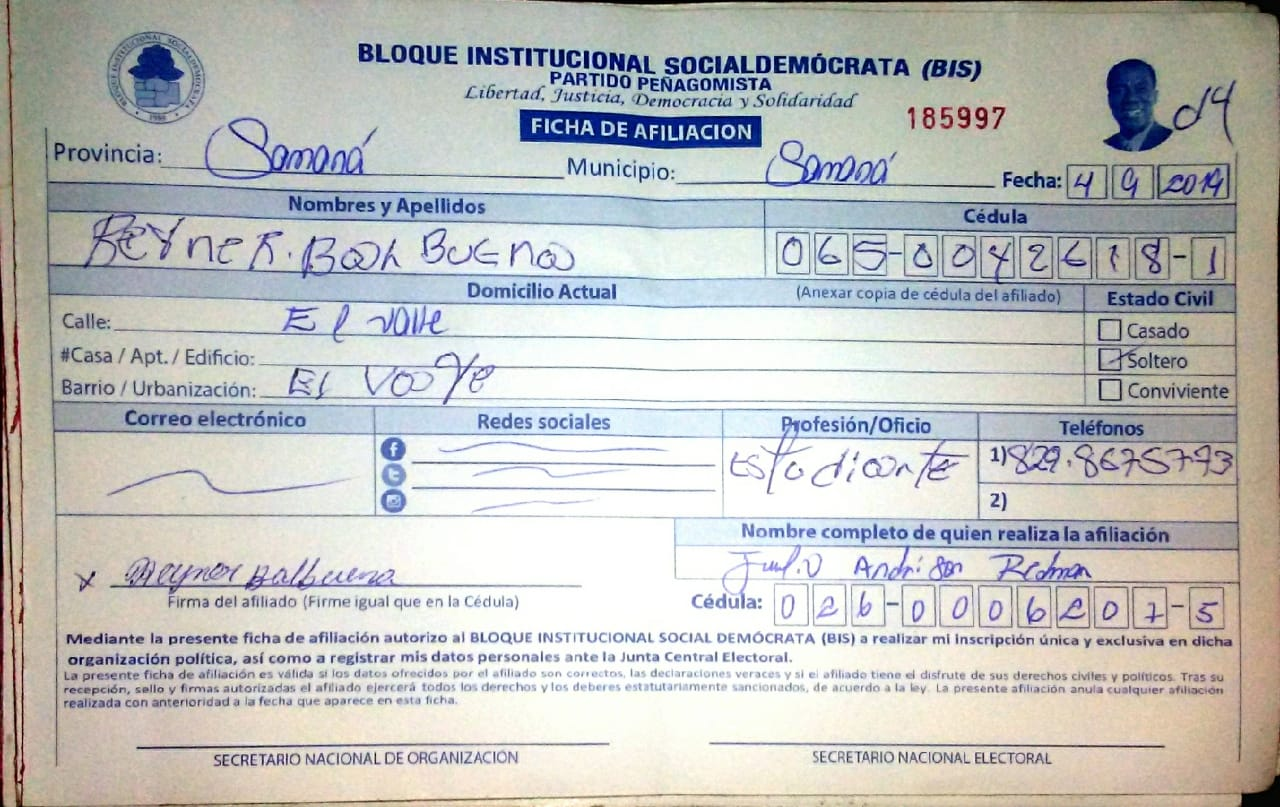 BLOQUE INSTITUCIONAL SOCIALDEMÓCRATA (BIS)
PARTIDO PEÑAGOMISTA
Libertad, Justicia, Democracia y Solidaridad
185997
d4
FICHA DE AFILIACION
Provincia: Samaná Municipio: Samaná Fecha: 4 9 2019
Nombres y Apellidos Cédula
065-0042618-1
Domicilio Actual (Anexar copia de cédula del afiliado) Estado Civil
Calle: El valle
Casado
#Casa / Apt. / Edificio:
Soltero
Barrio / Urbanización: El
Conviviente
Correo electrónico Redes sociales Profesión/Oficio Teléfonos
Estudiante 1) 829.8675773
2)
Nombre completo de quien realiza la afiliación
Julio Andrison Redman
x Reyner Balbuena
Firma del afiliado (Firme igual que en la Cédula) Cédula: 026-0006207-5
Mediante la presente ficha de afiliación autorizo al BLOQUE INSTITUCIONAL SOCIAL DEMÓCRATA (BIS) a realizar mi inscripción única y exclusiva en dicha
organización política, así como a registrar mis datos personales ante la Junta Central Electoral.
La presente ficha de afiliación es válida si los datos ofrecidos por el afiliado son correctos, las declaraciones veraces y si el afiliado tiene el disfrute de sus derechos civiles y políticos. Tras su
recepción, sello y firmas autorizadas el afiliado ejercerá todos los derechos y los deberes estatutariamente sancionados, de acuerdo a la ley. La presente afiliación anula cualquier afiliación
realizada con anterioridad a la fecha que aparece en esta ficha.
SECRETARIO NACIONAL DE ORGANIZACIÓN SECRETARIO NACIONAL ELECTORAL